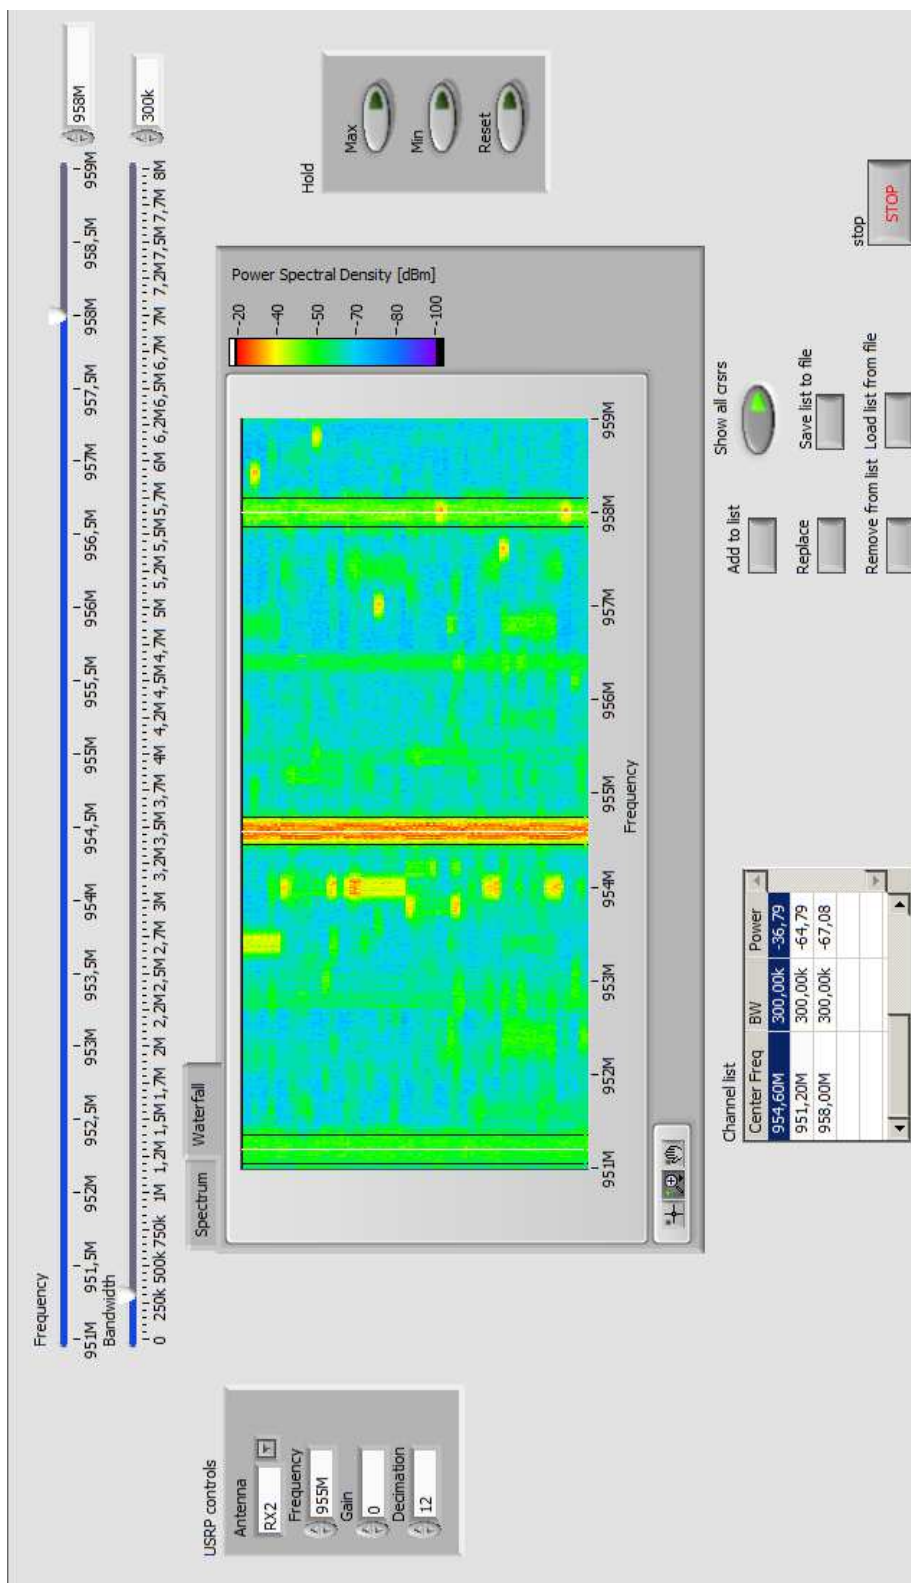 Frequency
951M 951,5M 952M 952,5M 953M 953,5M 954M 954,5M 955M 955,5M 956M 956,5M 957M 957,5M 958M 958,5M 959M
958M
Bandwidth
0 250k 500k 750k 1M 1,2M 1,5M 1,7M 2M 2,2M 2,5M 2,7M 3M 3,2M 3,5M 3,7M 4M 4,2M 4,5M 4,7M 5M 5,2M 5,5M 5,7M 6M 6,2M 6,5M 6,7M 7M 7,2M 7,5M 7,7M 8M
300k
USRP controls
Antenna
RX2
Frequency
955M
Gain
0
Decimation
12
Spectrum Waterfall
Power Spectral Density [dBm]
-20
-40
-50
-70
-80
-100
951M 952M 953M 954M 955M 956M 957M 958M 959M
Frequency
Hold
Max
Min
Reset
Channel list
Center Freq BW Power
954,60M 300,00k -36,79
951,20M 300,00k -64,79
958,00M 300,00k -67,08
Add to list Show all crsrs
Replace Save list to file
Remove from list Load list from file
stop
STOP